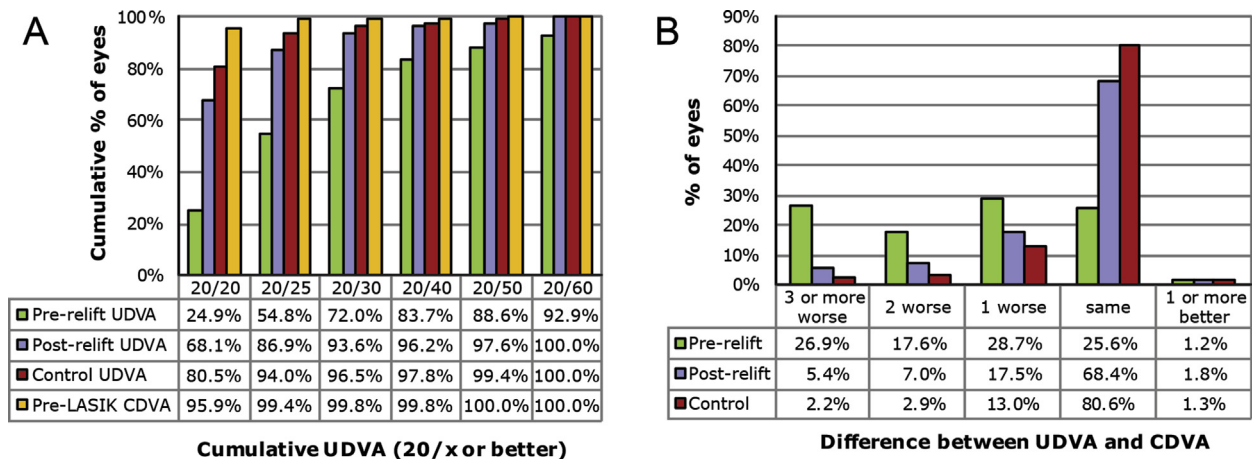 A
Cumulative % of eyes
100%
80%
60%
40%
20%
0%
20/20 20/25 20/30 20/40 20/50 20/60
Pre-relift UDVA 24.9% 54.8% 72.0% 83.7% 88.6% 92.9%
Post-relift UDVA 68.1% 86.9% 93.6% 96.2% 97.6% 100.0%
Control UDVA 80.5% 94.0% 96.5% 97.8% 99.4% 100.0%
Pre-LASIK CDVA 95.9% 99.4% 99.8% 99.8% 100.0% 100.0%
Cumulative UDVA (20/x or better)
B
% of eyes
90%
80%
70%
60%
50%
40%
30%
20%
10%
0%
3 or more worse 2 worse 1 worse same 1 or more better
Pre-relift 26.9% 17.6% 28.7% 25.6% 1.2%
Post-relift 5.4% 7.0% 17.5% 68.4% 1.8%
Control 2.2% 2.9% 13.0% 80.6% 1.3%
Difference between UDVA and CDVA